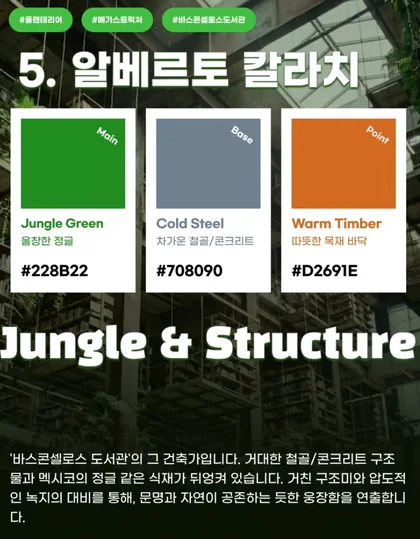 #플랜테리어 #메가스트럭처 #바스콘셀로스도서관
5. 알베르토 칼라치
Main Base Point
Jungle Green Cold Steel Warm Timber
울창한 정글 차가운 철골/콘크리트 따뜻한 목재 바닥
#228B22 #708090 #D2691E
Jungle & Structure
'바스콘셀로스 도서관'의 그 건축가입니다. 거대한 철골/콘크리트 구조
물과 멕시코의 정글 같은 식재가 뒤엉켜 있습니다. 거친 구조미와 압도적
인 녹지의 대비를 통해, 문명과 자연이 공존하는 듯한 웅장함을 연출합니
다.